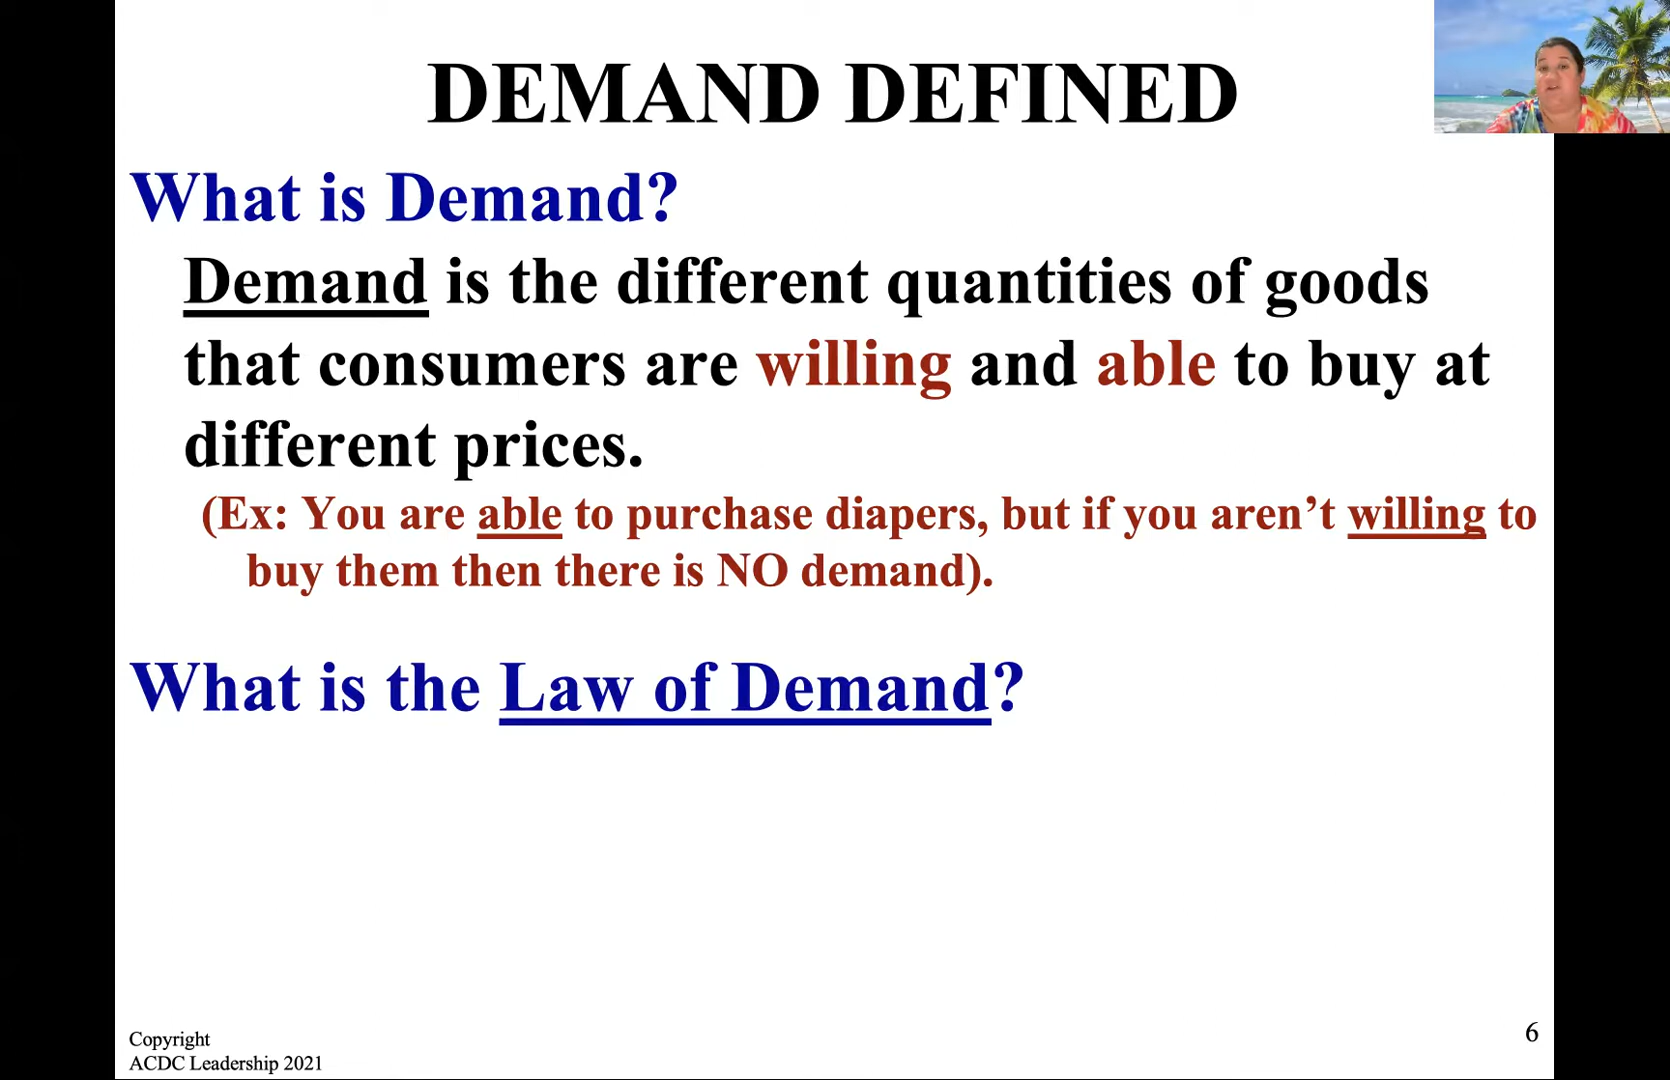 DEMAND DEFINED
What is Demand?
Demand is the different quantities of goods
that consumers are willing and able to buy at
different prices.
(Ex: You are able to purchase diapers, but if you aren’t willing to
buy them then there is NO demand).
What is the Law of Demand?
Copyright
ACDC Leadership 2021
6